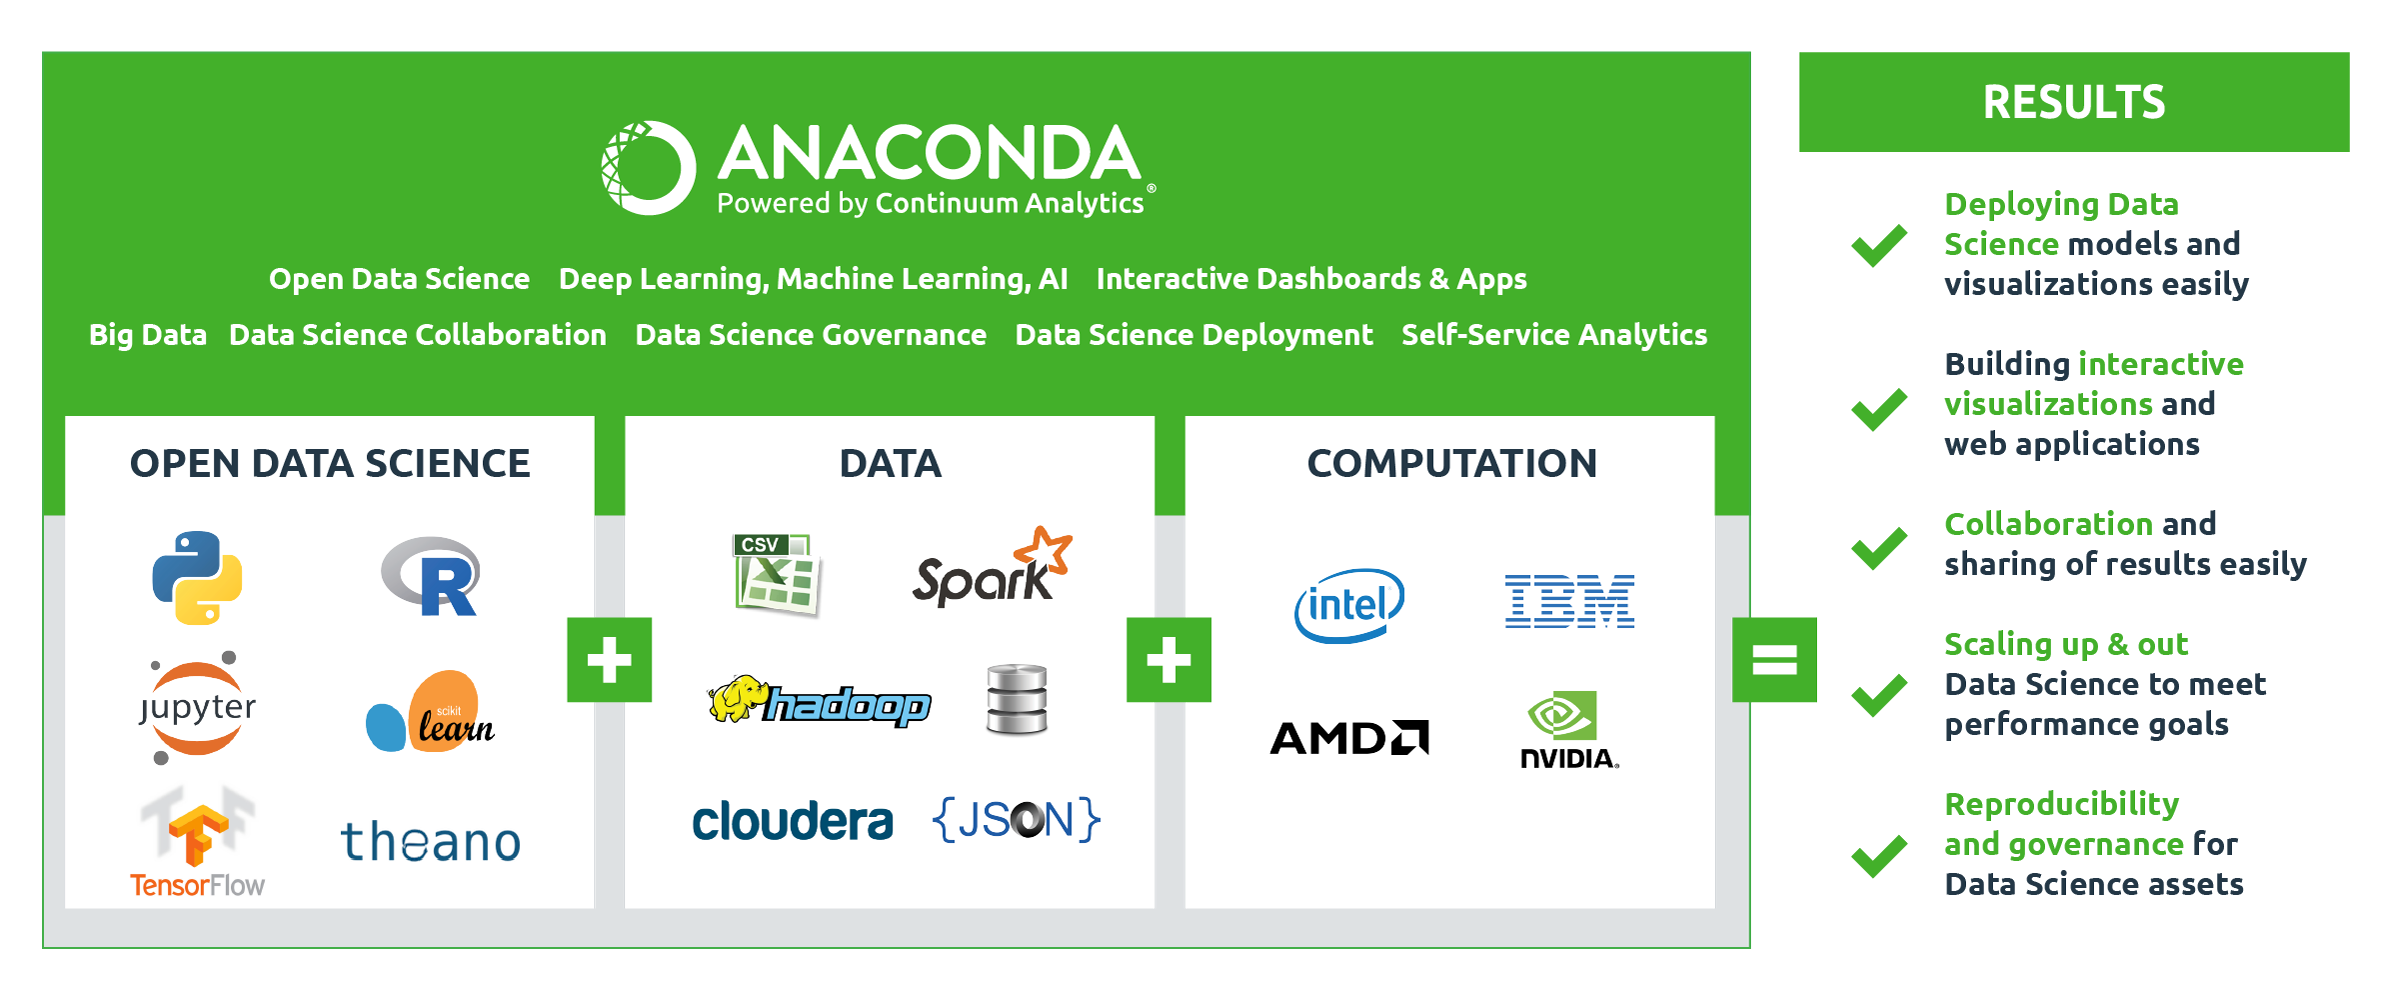 ANACONDA
Powered by Continuum Analytics®
Open Data Science Deep Learning, Machine Learning, AI Interactive Dashboards & Apps
Big Data Data Science Collaboration Data Science Governance Data Science Deployment Self-Service Analytics
OPEN DATA SCIENCE
R
jupyter
scikit
learn
TensorFlow
theano
+
DATA
CSV
X
Spark
hadoop
cloudera
{JSON}
+
COMPUTATION
intel
IBM
AMD
NVIDIA®
=
RESULTS
Deploying Data
Science models and
visualizations easily
Building interactive
visualizations and
web applications
Collaboration and
sharing of results easily
Scaling up & out
Data Science to meet
performance goals
Reproducibility
and governance for
Data Science assets